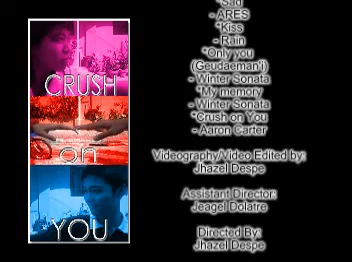 CRUSH
on
YOU
- ARES
*Kiss
- Rain
*Only you
(Geudaeman'i)
- Winter Sonata
*My memory
- Winter Sonata
*Crush on You
- Aaron Carter
Videography/Video Edited by:
Jhazel Despe
Assistant Director:
Jeagel Dolatre
Directed By:
Jhazel Despe